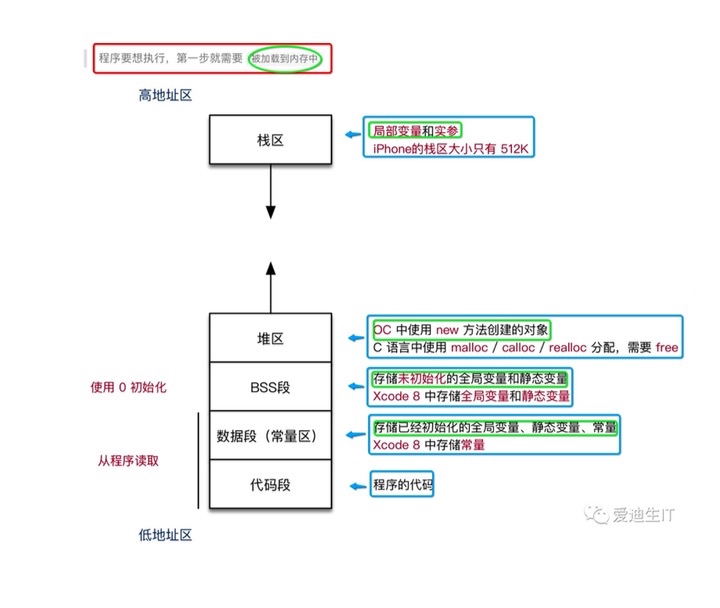 程序要想执行，第一步就需要 被加载到内存中
高地址区
栈区
局部变量和实参
iPhone的栈区大小只有 512K
堆区
OC 中使用 new 方法创建的对象
C 语言中使用 malloc / calloc / realloc 分配，需要 free
使用 0 初始化
BSS段
存储未初始化的全局变量和静态变量
Xcode 8 中存储全局变量和静态变量
数据段（常量区）
存储已经初始化的全局变量、静态变量、常量
Xcode 8 中存储常量
从程序读取
代码段
程序的代码
低地址区
爱迪生IT